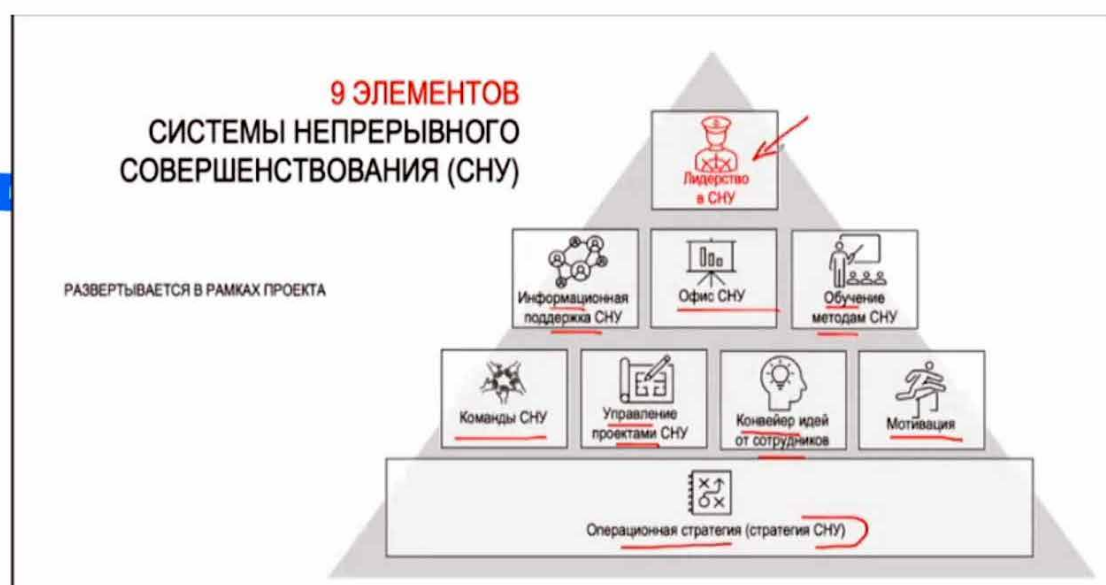 9 ЭЛЕМЕНТОВ
СИСТЕМЫ НЕПРЕРЫВНОГО
СОВЕРШЕНСТВОВАНИЯ (СНУ)
РАЗВЕРТЫВАЕТСЯ В РАМКАХ ПРОЕКТА
Лидерство
в СНУ
Информационная
поддержка СНУ
Офис СНУ
Обучение
методам СНУ
Команды СНУ
Управление
проектами СНУ
Конвейер идей
от сотрудников
Мотивация
Операционная стратегия (стратегия СНУ)